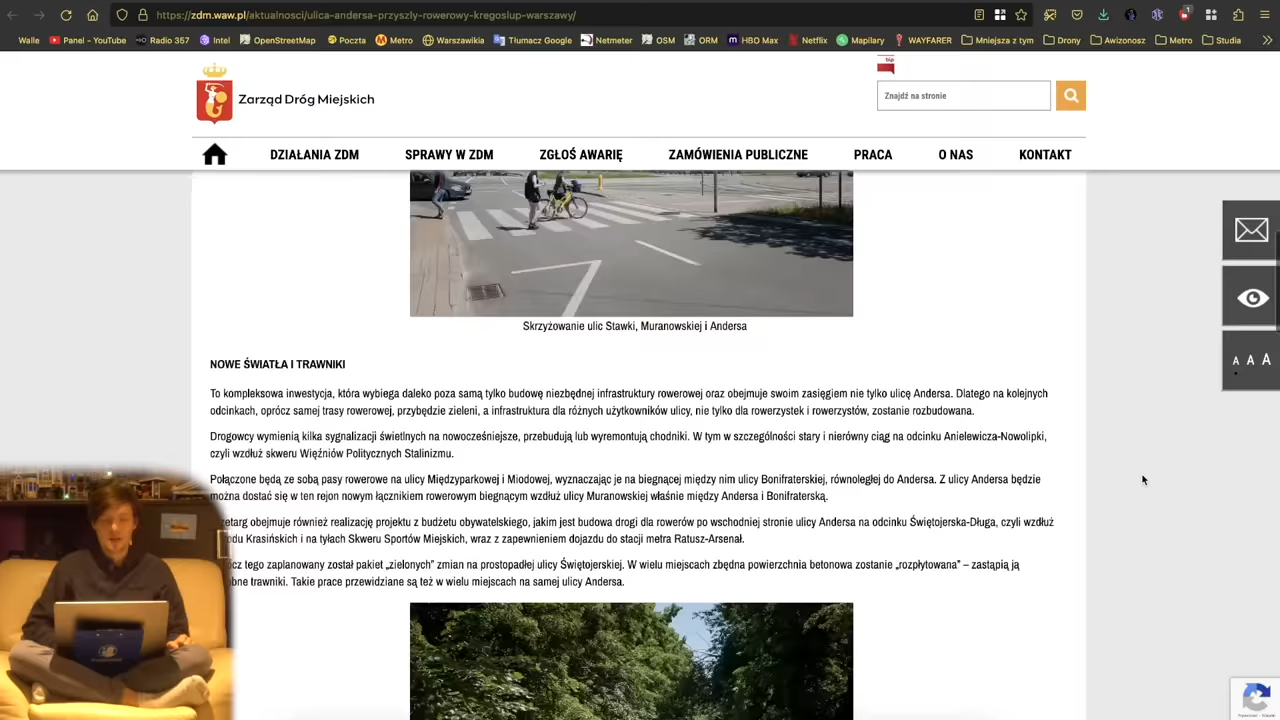 https://zdm.waw.pl/aktualnosci/ulica-andersa-przyszly-rowerowy-kregoslup-warszawy/
Walle Panel - YouTube Radio 357 Intel OpenStreetMap Poczta Metro Warszawikia Tłumacz Google Netmeter OSM ORM HBO Max Netflix Mapilary WAYFARER Mniejsza z tym Drony Awizonosz Metro Studia
bip
Zarząd Dróg Miejskich
Znajdź na stronie
DZIAŁANIA ZDM SPRAWY W ZDM ZGŁOŚ AWARIĘ ZAMÓWIENIA PUBLICZNE PRACA O NAS KONTAKT
Skrzyżowanie ulic Stawki, Muranowskiej i Andersa
A A A
NOWE ŚWIATŁA I TRAWNIKI
To kompleksowa inwestycja, która wybiega daleko poza samą tylko budowę niezbędnej infrastruktury rowerowej oraz obejmuje swoim zasięgiem nie tylko ulicę Andersa. Dlatego na kolejnych
odcinkach, oprócz samej trasy rowerowej, przybędzie zieleni, a infrastruktura dla różnych użytkowników ulicy, nie tylko dla rowerzystek i rowerzystów, zostanie rozbudowana.
Drogowcy wymienią kilka sygnalizacji świetlnych na nowocześniejsze, przebudują lub wyremontują chodniki. W tym w szczególności stary i nierówny ciąg na odcinku Anielewicza-Nowolipki,
czyli wzdłuż skweru Więźniów Politycznych Stalinizmu.
Połączone będą ze sobą pasy rowerowe na ulicy Międzyparkowej i Miodowej, wyznaczając je na biegnącej między nim ulicy Bonifraterskiej, równoległej do Andersa. Z ulicy Andersa będzie
można dostać się w ten rejon nowym łącznikiem rowerowym biegnącym wzdłuż ulicy Muranowskiej właśnie między Andersa i Bonifraterską.
etarg obejmuje również realizację projektu z budżetu obywatelskiego, jakim jest budowa drogi dla rowerów po wschodniej stronie ulicy Andersa na odcinku Świętojerska-Długa, czyli wzdłuż
odu Krasińskich i na tyłach Skweru Sportów Miejskich, wraz z zapewnieniem dojazdu do stacji metra Ratusz-Arsenał.
ócz tego zaplanowany został pakiet „zielonych” zmian na prostopadłej ulicy Świętojerskiej. W wielu miejscach zbędna powierzchnia betonowa zostanie „rozpłytowana” – zastąpią ją
obne trawniki. Takie prace przewidziane są też w wielu miejscach na samej ulicy Andersa.